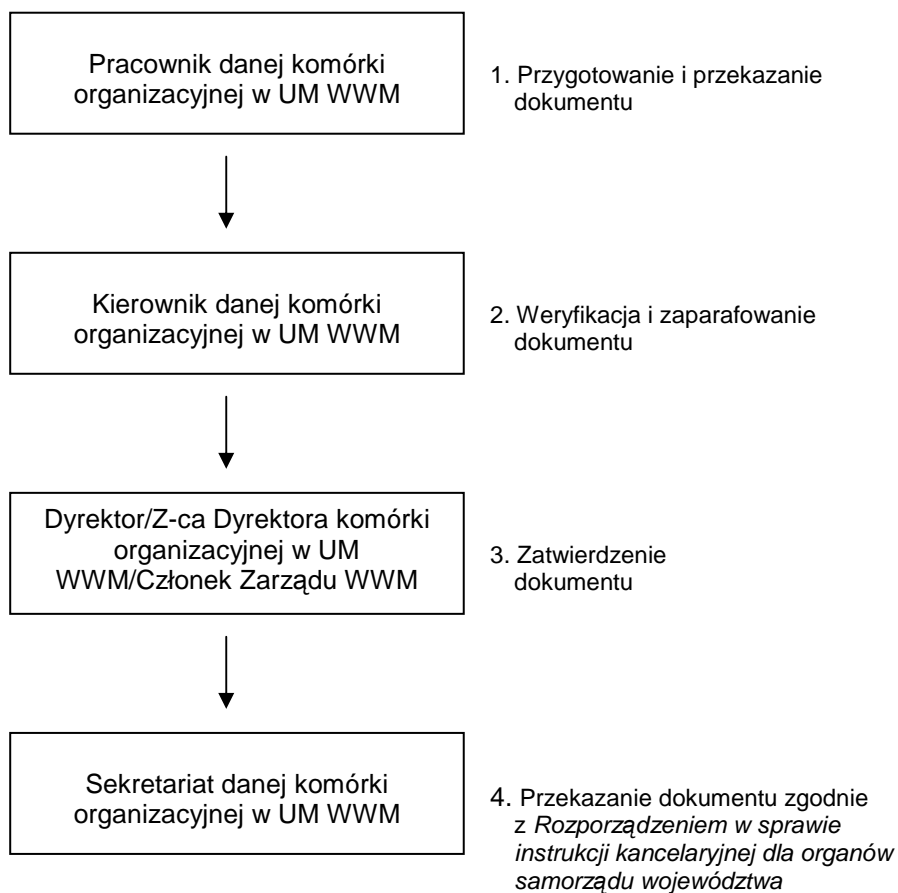 Pracownik danej komórki
organizacyjnej w UM WWM
1. Przygotowanie i przekazanie
dokumentu
Kierownik danej komórki
organizacyjnej w UM WWM
2. Weryfikacja i zaparafowanie
dokumentu
Dyrektor/Z-ca Dyrektora komórki
organizacyjnej w UM
WWM/Członek Zarządu WWM
3. Zatwierdzenie
dokumentu
Sekretariat danej komórki
organizacyjnej w UM WWM
4. Przekazanie dokumentu zgodnie
z Rozporządzeniem w sprawie
instrukcji kancelaryjnej dla organów
samorządu województwa